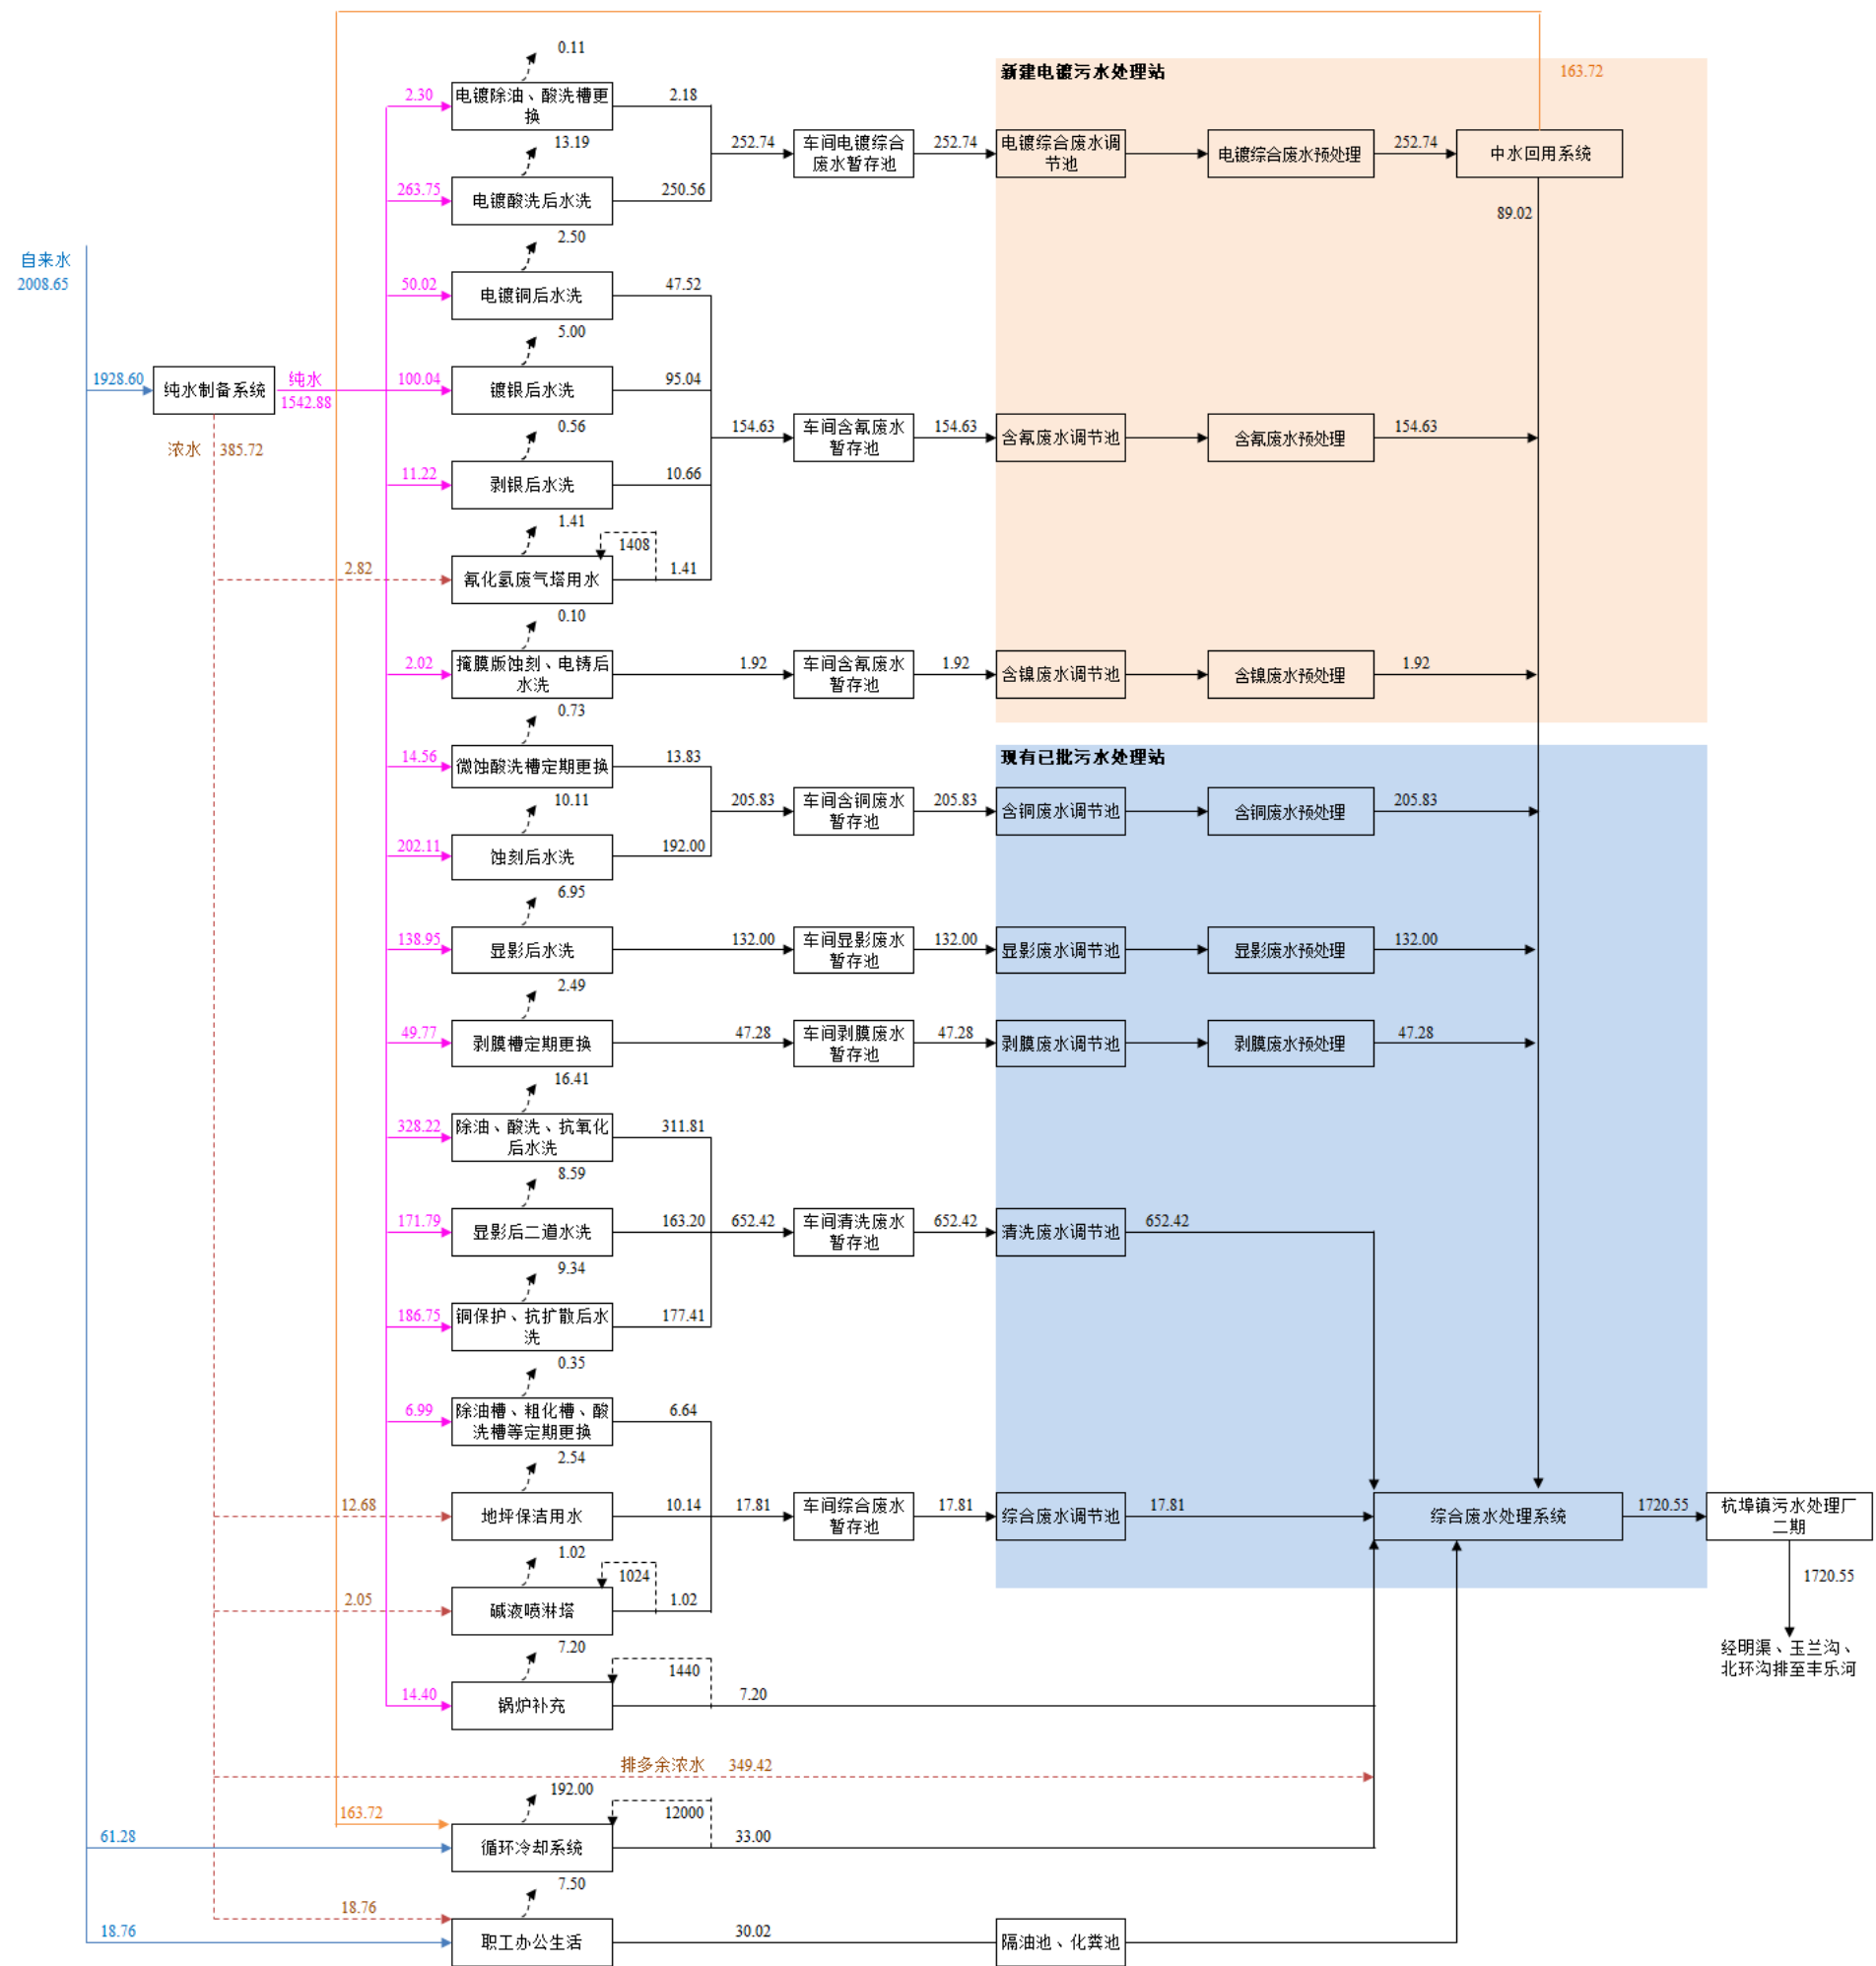 0.11
新建电镀污水处理站
163.72
2.30
电镀除油、酸洗槽更
换
2.18
13.19
252.74
车间电镀综合
废水暂存池
252.74
电镀综合废水调
节池
电镀综合废水预处理
252.74
中水回用系统
263.75
电镀酸洗后水洗
250.56
89.02
2.50
自来水
2008.65
50.02
电镀铜后水洗
47.52
5.00
1928.60
纯水制备系统
纯水
1542.88
100.04
镀银后水洗
95.04
0.56
浓水
385.72
154.63
车间含氰废水
暂存池
154.63
含氰废水调节池
含氰废水预处理
154.63
11.22
剥银后水洗
10.66
1.41
1408
2.82
氰化氢废气塔用水
1.41
0.10
2.02
掩膜版蚀刻、电铸后
水洗
1.92
车间含氰废水
暂存池
1.92
含镍废水调节池
含镍废水预处理
1.92
0.73
现有已批污水处理站
14.56
微蚀酸洗槽定期更换
13.83
10.11
205.83
车间含铜废水
暂存池
205.83
含铜废水调节池
含铜废水预处理
205.83
202.11
蚀刻后水洗
192.00
6.95
138.95
显影后水洗
132.00
车间显影废水
暂存池
132.00
显影废水调节池
显影废水预处理
132.00
2.49
49.77
剥膜槽定期更换
47.28
车间剥膜废水
暂存池
47.28
剥膜废水调节池
剥膜废水预处理
47.28
16.41
328.22
除油、酸洗、抗氧化
后水洗
311.81
8.59
171.79
显影后二道水洗
163.20
652.42
车间清洗废水
暂存池
652.42
清洗废水调节池
652.42
9.34
186.75
铜保护、抗扩散后水
洗
177.41
0.35
6.99
除油槽、粗化槽、酸
洗槽等定期更换
6.64
2.54
12.68
地坪保洁用水
10.14
17.81
车间综合废水
暂存池
17.81
综合废水调节池
17.81
综合废水处理系统
1720.55
杭埠镇污水处理厂
二期
1.02
1024
1720.55
2.05
碱液喷淋塔
1.02
7.20
经明渠、玉兰沟、
北环沟排至丰乐河
1440
14.40
锅炉补充
7.20
排多余浓水
349.42
192.00
163.72
12000
61.28
循环冷却系统
33.00
7.50
18.76
18.76
职工办公生活
30.02
隔油池、化粪池